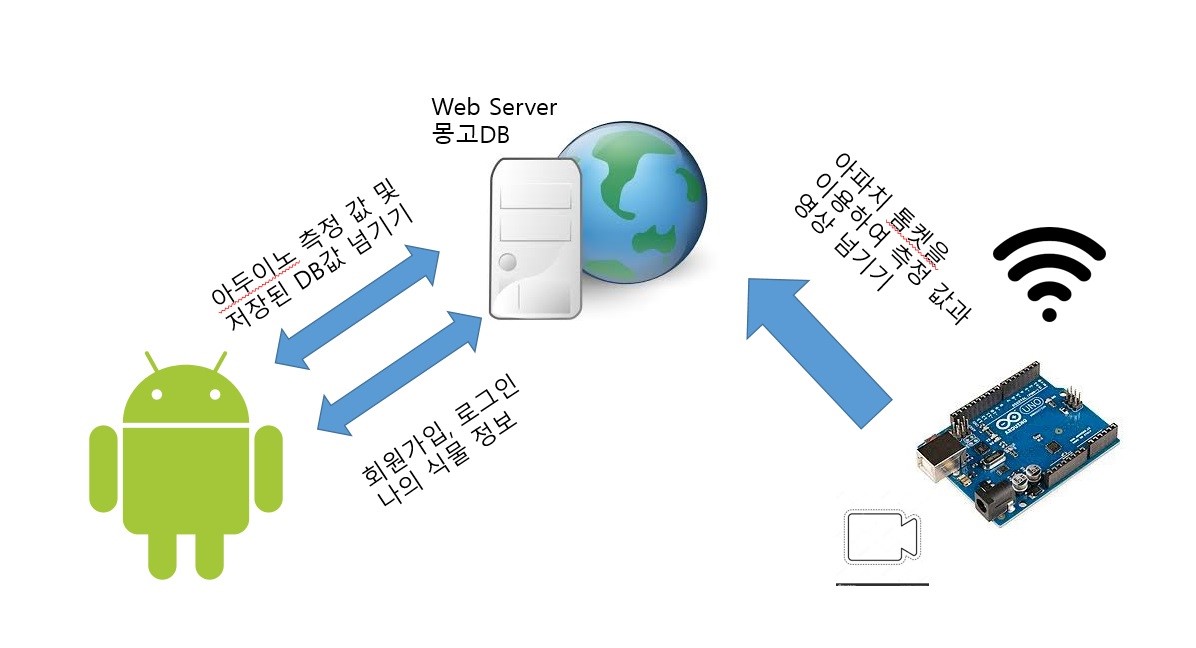 Web Server
몽고DB
아두이노 측정 값 및
저장된 DB값 넘기기
회원가입, 로그인
나의 식물 정보
아파치 톰켓을
이용하여 측정 값과
영상 넘기기
UNO
ARDUINO